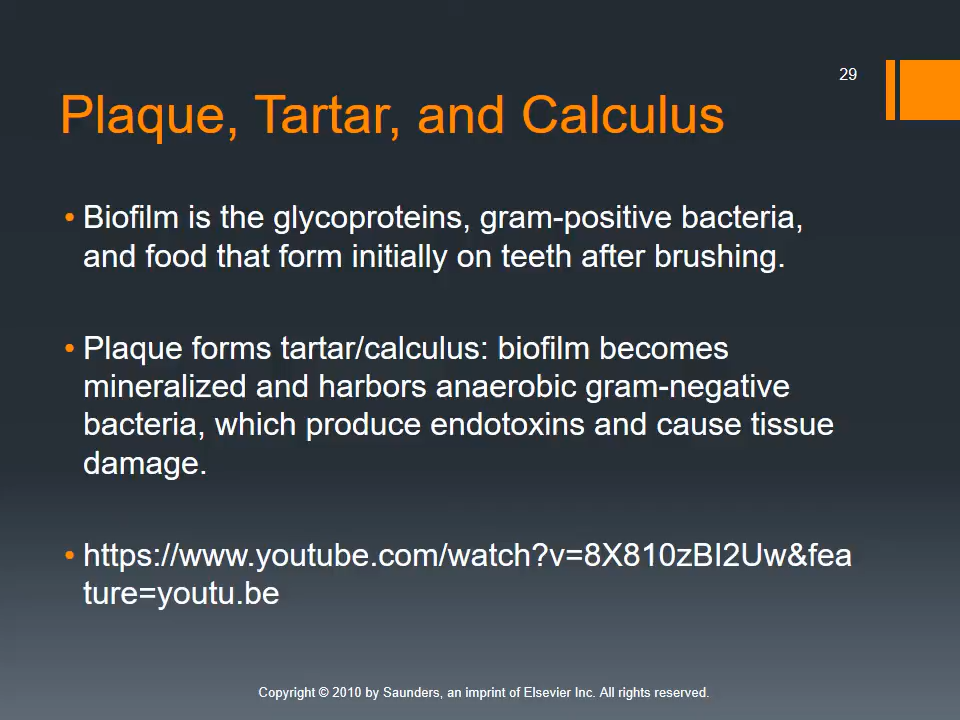 29
Plaque, Tartar, and Calculus
• Biofilm is the glycoproteins, gram-positive bacteria,
and food that form initially on teeth after brushing.
• Plaque forms tartar/calculus: biofilm becomes
mineralized and harbors anaerobic gram-negative
bacteria, which produce endotoxins and cause tissue
damage.
• https://www.youtube.com/watch?v=8X810zBI2Uw&fea
ture=youtu.be
Copyright © 2010 by Saunders, an imprint of Elsevier Inc. All rights reserved.